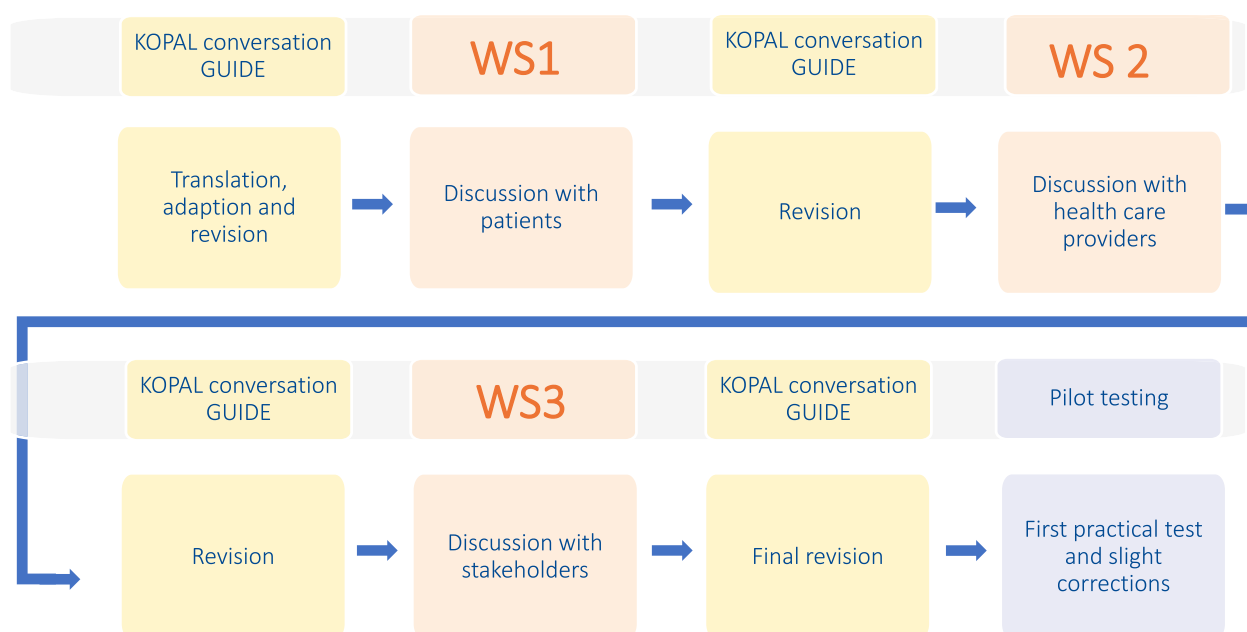 KOPAL conversation
GUIDE
WS1
KOPAL conversation
GUIDE
WS 2
Translation,
adaption and
revision
Discussion with
patients
Revision
Discussion with
health care
providers
KOPAL conversation
GUIDE
WS3
KOPAL conversation
GUIDE
Pilot testing
Revision
Discussion with
stakeholders
Final revision
First practical test
and slight
corrections